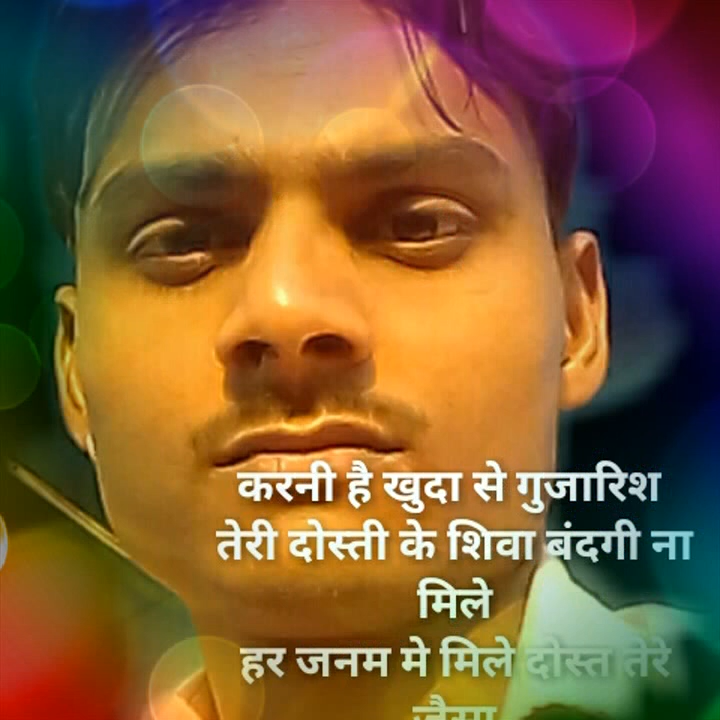 करनी है खुदा से गुजारिश
तेरी दोस्ती के शिवा बंदगी ना
मिले
हर जनम मे मिले दोस्त तेरे
जैसा